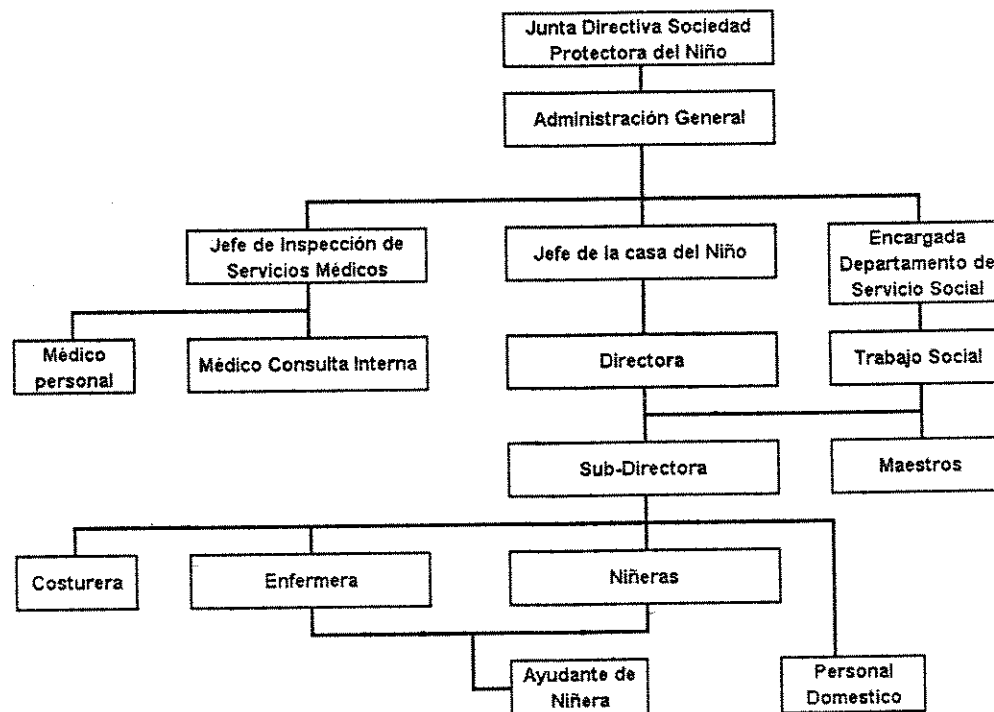 Junta Directiva Sociedad
Protectora del Niño
Administración General
Jefe de Inspección de
Servicios Médicos
Jefe de la casa del Niño
Encargada
Departamento de
Servicio Social
Médico
personal
Médico Consulta Interna
Directora
Trabajo Social
Sub-Directora
Maestros
Costurera
Enfermera
Niñeras
Ayudante de
Niñera
Personal
Domestico